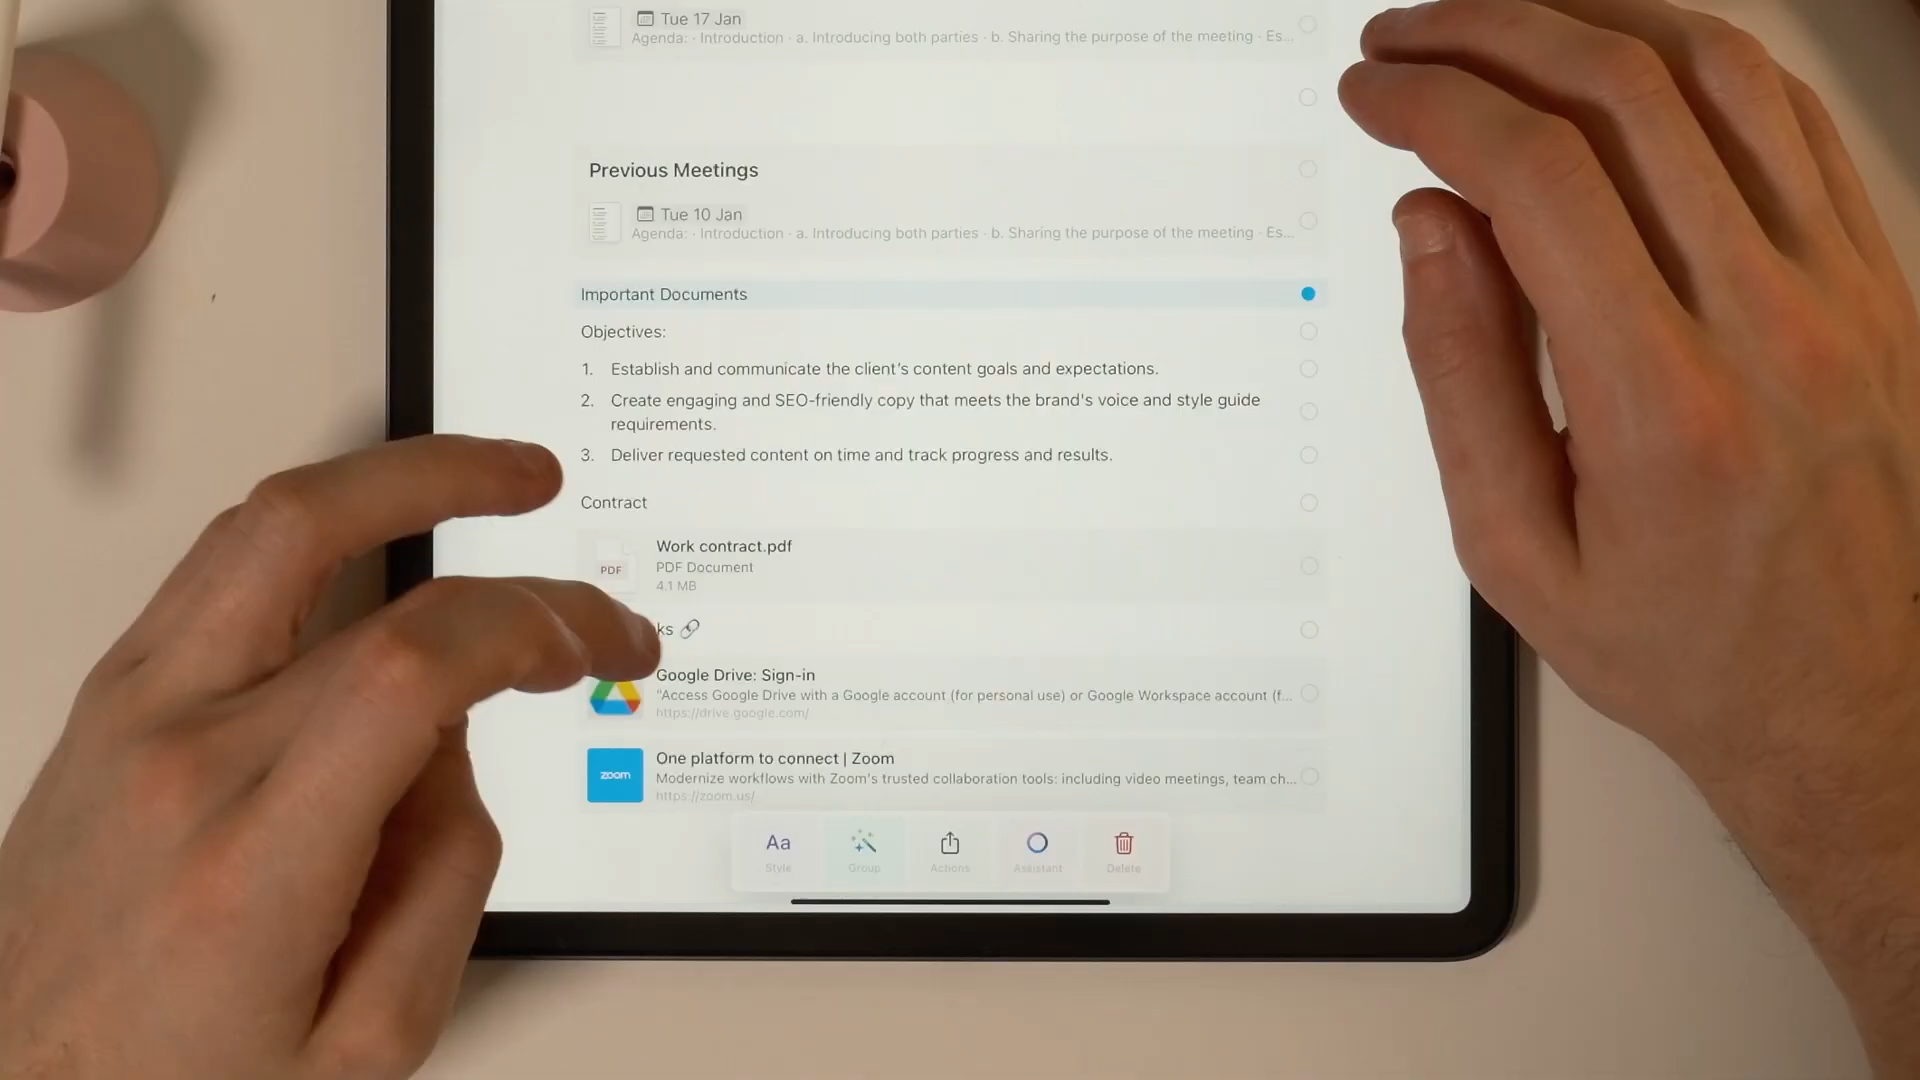 Tue 17 Jan
Agenda: · Introduction · a. Introducing both parties · b. Sharing the purpose of the meeting · Es...
Previous Meetings
Tue 10 Jan
Agenda: · Introduction · a. Introducing both parties · b. Sharing the purpose of the meeting · Es...
Important Documents
Objectives:
1. Establish and communicate the client's content goals and expectations.
2. Create engaging and SEO-friendly copy that meets the brand's voice and style guide
requirements.
3. Deliver requested content on time and track progress and results.
Contract
Work contract.pdf
PDF
PDF Document
4.1 MB
ks
Google Drive: Sign-in
"Access Google Drive with a Google account (for personal use) or Google Workspace account (f...
https://drive.google.com/
One platform to connect | Zoom
zoom
Modernize workflows with Zoom's trusted collaboration tools: including video meetings, team ch...
https://zoom.us/
Aa
Style
Group
Actions
Assistant
Delete